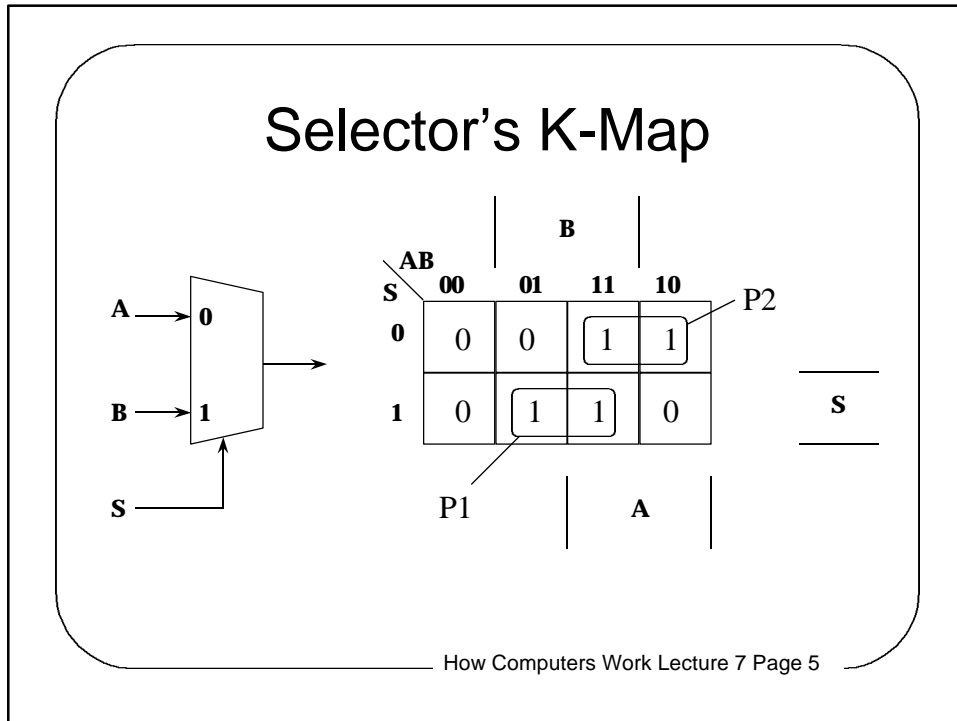 Selector's K-Map
B
AB
S 00 01 11 10
P2
A 0
0 0 0 1 1
B 1
1 0 1 1 0
S
S
P1
A
How Computers Work Lecture 7 Page 5